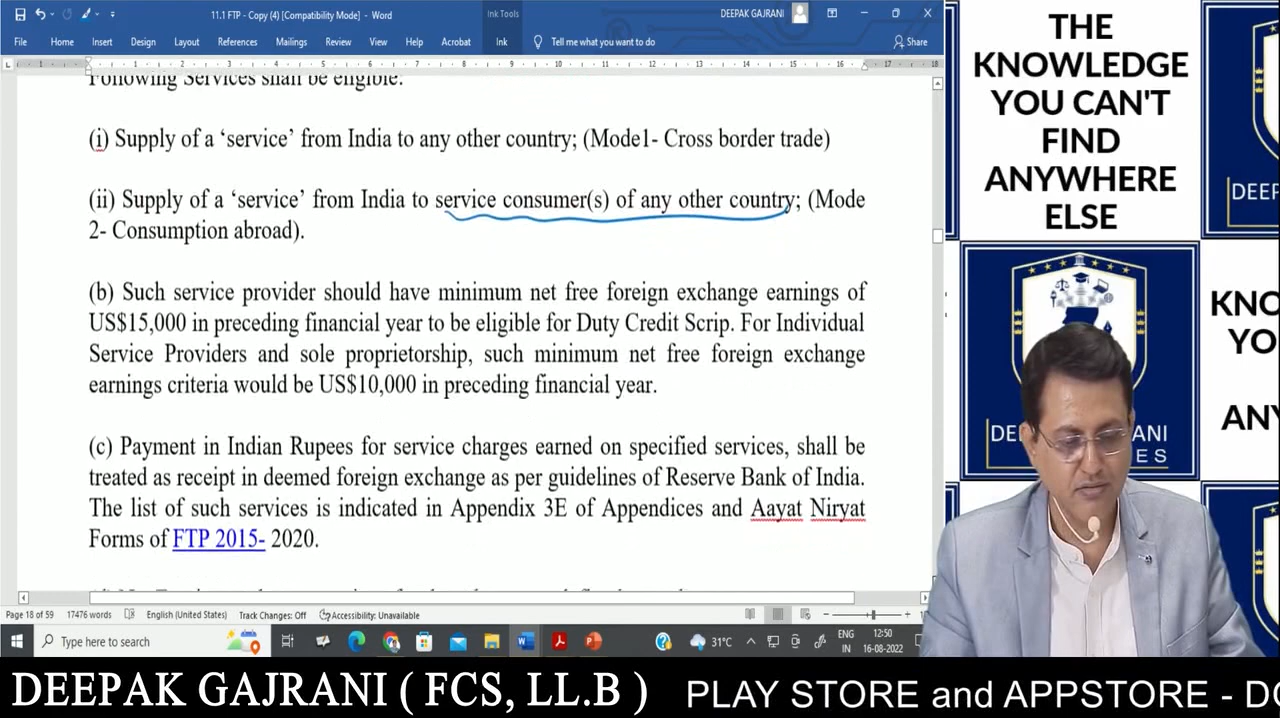 11.1 FTP - Copy (4) [Compatibility Mode] - Word
Ink Tools
DEEPAK GAJRANI
File Home Insert Design Layout References Mailings Review View Help Acrobat Ink Tell me what you want to do Share
Following Services shall be eligible:
(i) Supply of a ‘service’ from India to any other country; (Mode1- Cross border trade)
(ii) Supply of a ‘service’ from India to service consumer(s) of any other country; (Mode
2- Consumption abroad).
(b) Such service provider should have minimum net free foreign exchange earnings of
US$15,000 in preceding financial year to be eligible for Duty Credit Scrip. For Individual
Service Providers and sole proprietorship, such minimum net free foreign exchange
earnings criteria would be US$10,000 in preceding financial year.
(c) Payment in Indian Rupees for service charges earned on specified services, shall be
treated as receipt in deemed foreign exchange as per guidelines of Reserve Bank of India.
The list of such services is indicated in Appendix 3E of Appendices and Aayat Niryat
Forms of FTP 2015- 2020.
Page 18 of 59 17476 words English (United States) Track Changes: Off Accessibility: Unavailable
Type here to search
31°C
ENG
IN
12:50
16-08-2022
THE
KNOWLEDGE
YOU CAN'T
FIND
ANYWHERE
ELSE
DEEP
KNO
YO
ANY
DE
ANI
ES
DEEPAK GAJRANI ( FCS, LL.B )
PLAY STORE and APPSTORE - DG